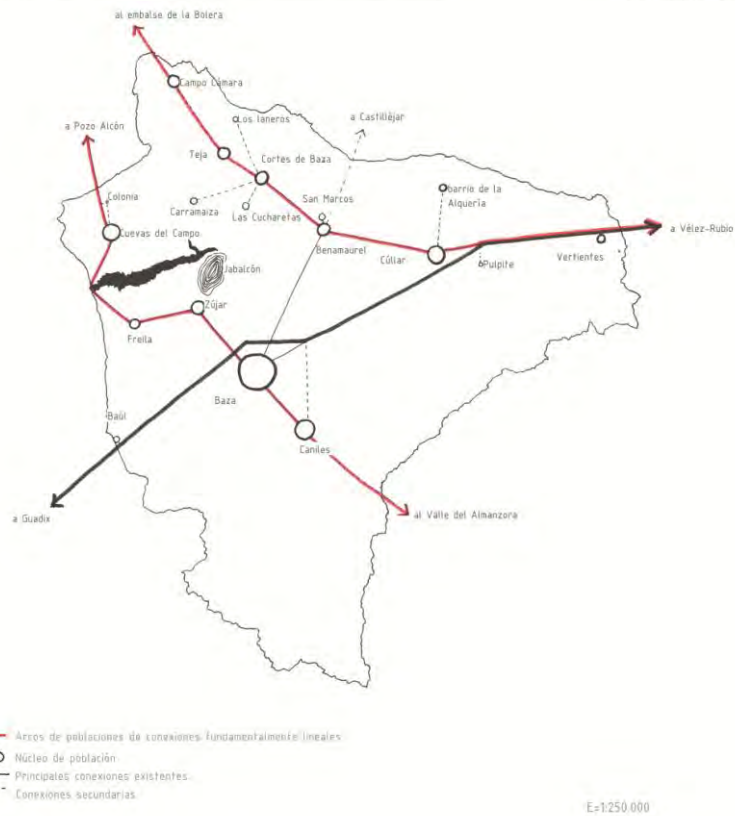 al embalse de la Bolera
Campo Cámara
Los laneros
a Castilléjar
a Pozo Alcón
Teja
Cortes de Baza
barrio de la
Alquería
Colonia
San Marcos
Carramaiza
Las Cucharetas
Cuevas del Campo
Benamaurel
a Vélez-Rubio
Cúllar
Vertientes
Pulpite
Jabalcón
Zújar
Freila
Baza
Baúl
Caniles
a Guadix
al Valle del Almanzora
Arcos de poblaciones de conexiones fundamentalmente lineales
Núcleo de población
Principales conexiones existentes
Conexiones secundarias
E=1:250.000